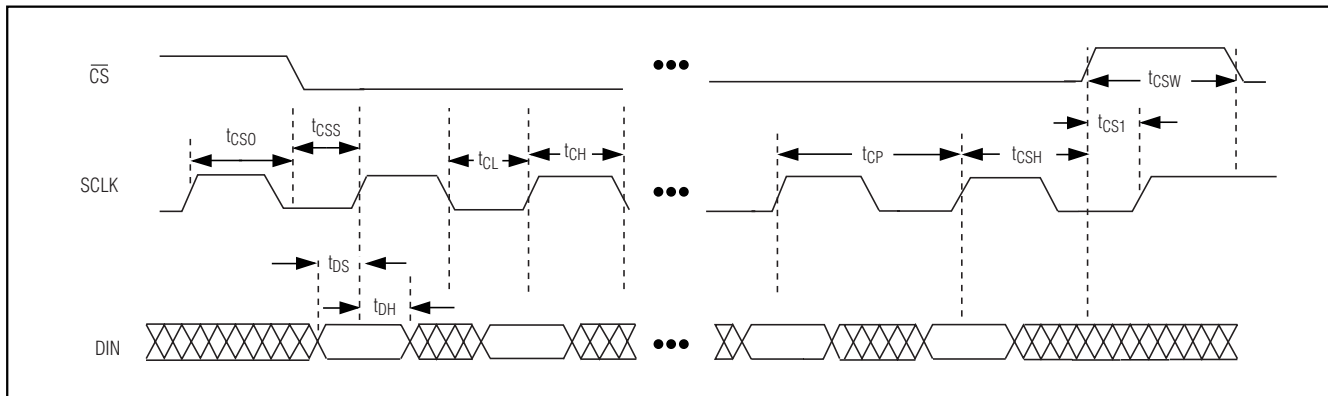 CS
tCSW
tCSO
tCSS
tCL
tCH
tCP
tCSH
tCS1
SCLK
tDS
tDH
DIN